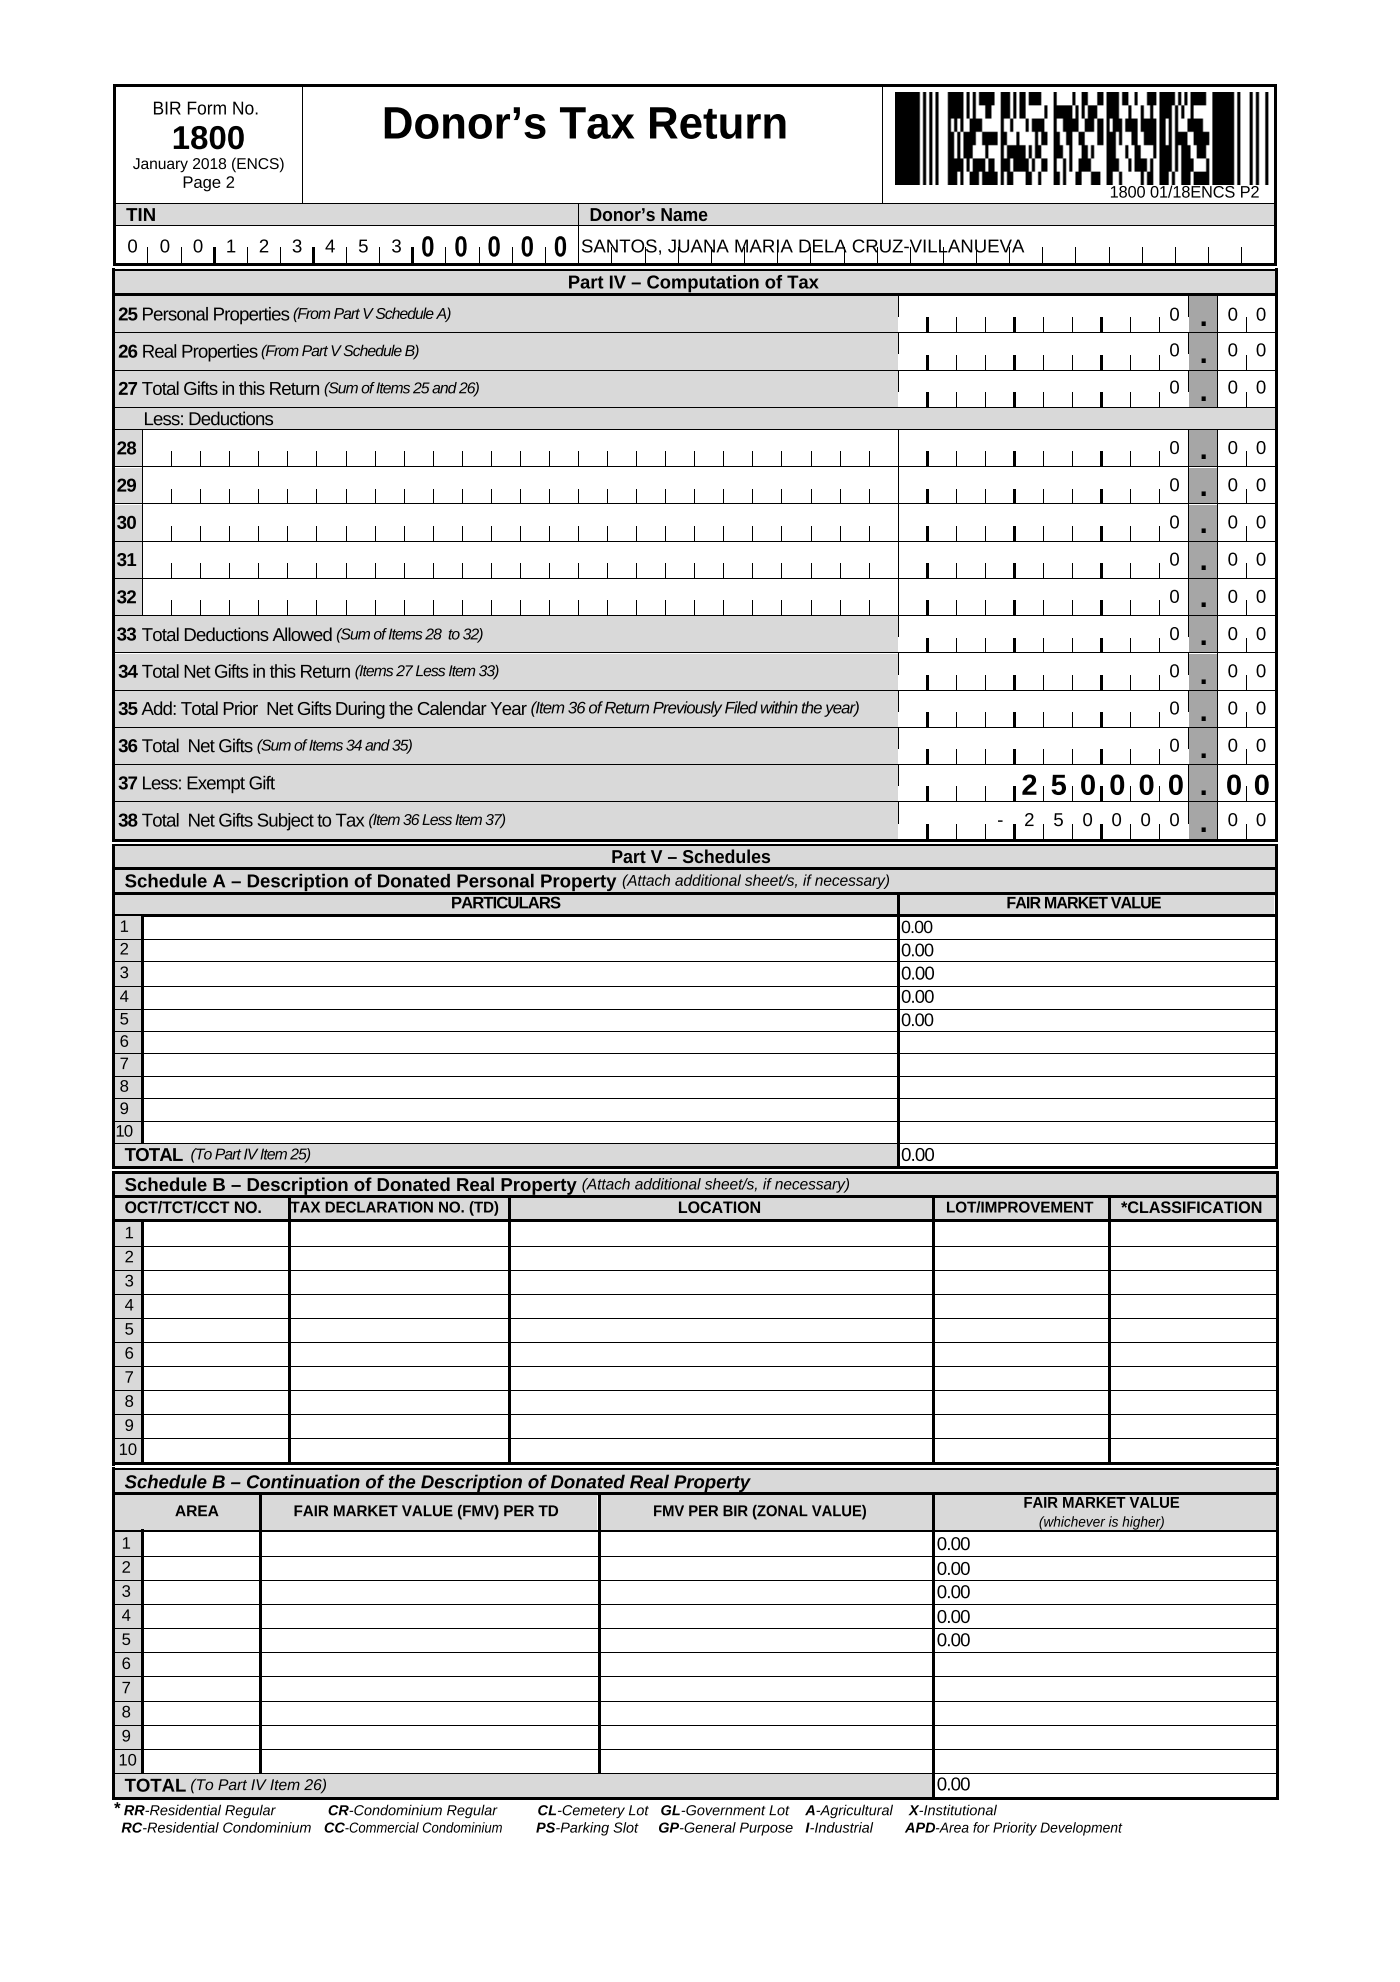 BIR Form No.
1800
January 2018 (ENCS)
Page 2
Donor’s Tax Return
1800 01/18ENCS P2
TIN Donor’s Name
0 0 0 1 2 3 4 5 3 0 0 0 0 0 SANTOS, JUANA MARIA DELA CRUZ-VILLANUEVA
Part IV – Computation of Tax
25 Personal Properties (From Part V Schedule A) 0 . 0 0
26 Real Properties (From Part V Schedule B) 0 . 0 0
27 Total Gifts in this Return (Sum of Items 25 and 26) 0 . 0 0
Less: Deductions
28 0 . 0 0
29 0 . 0 0
30 0 . 0 0
31 0 . 0 0
32 0 . 0 0
33 Total Deductions Allowed (Sum of Items 28 to 32) 0 . 0 0
34 Total Net Gifts in this Return (Items 27 Less Item 33) 0 . 0 0
35 Add: Total Prior Net Gifts During the Calendar Year (Item 36 of Return Previously Filed within the year) 0 . 0 0
36 Total Net Gifts (Sum of Items 34 and 35) 0 . 0 0
37 Less: Exempt Gift 2 5 0 0 0 0 . 0 0
38 Total Net Gifts Subject to Tax (Item 36 Less Item 37) - 2 5 0 0 0 0 . 0 0
Part V – Schedules
Schedule A – Description of Donated Personal Property (Attach additional sheet/s, if necessary)
PARTICULARS FAIR MARKET VALUE
1 0.00
2 0.00
3 0.00
4 0.00
5 0.00
6
7
8
9
10
TOTAL (To Part IV Item 25) 0.00
Schedule B – Description of Donated Real Property (Attach additional sheet/s, if necessary)
OCT/TCT/CCT NO. TAX DECLARATION NO. (TD) LOCATION LOT/IMPROVEMENT *CLASSIFICATION
1
2
3
4
5
6
7
8
9
10
Schedule B – Continuation of the Description of Donated Real Property
AREA FAIR MARKET VALUE (FMV) PER TD FMV PER BIR (ZONAL VALUE) FAIR MARKET VALUE
(whichever is higher)
1 0.00
2 0.00
3 0.00
4 0.00
5 0.00
6
7
8
9
10
TOTAL (To Part IV Item 26) 0.00
* RR-Residential Regular CR-Condominium Regular CL-Cemetery Lot GL-Government Lot A-Agricultural X-Institutional
RC-Residential Condominium CC-Commercial Condominium PS-Parking Slot GP-General Purpose I-Industrial APD-Area for Priority Development